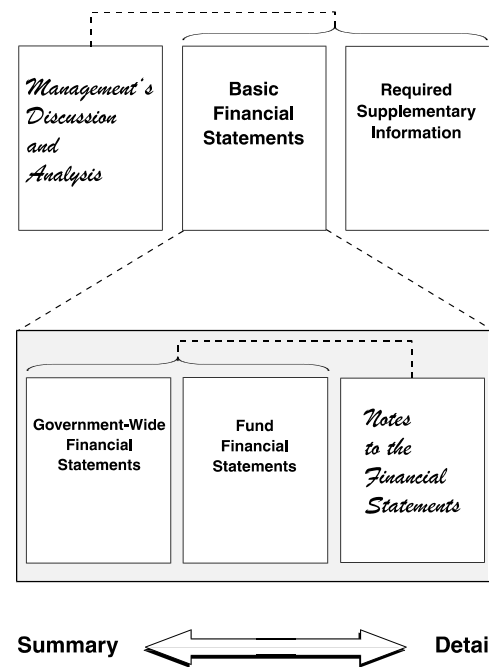 Management's
Discussion
and
Analysis
Basic
Financial
Statements
Required
Supplementary
Information
Government-Wide
Financial
Statements
Fund
Financial
Statements
Notes
to the
Financial
Statements
Summary
Detai